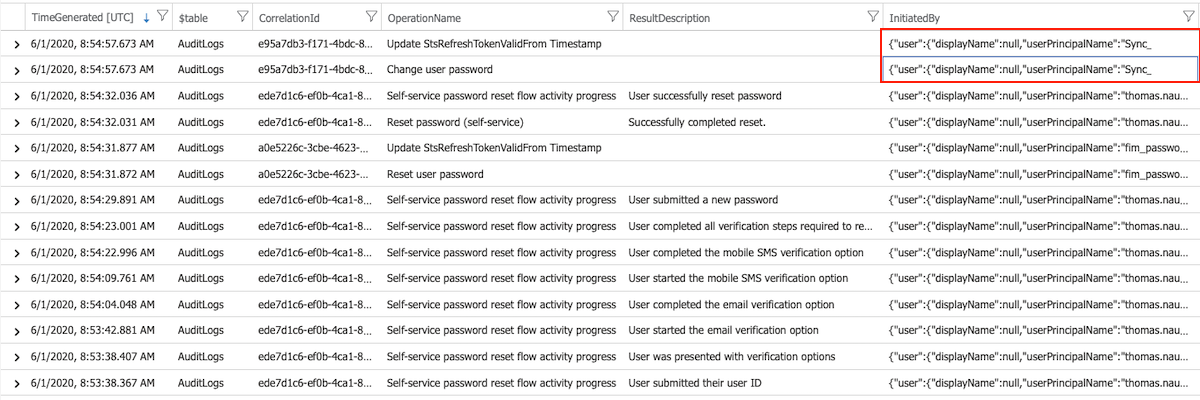 TimeGenerated [UTC] $table CorrelationId OperationName ResultDescription InitiatedBy
6/1/2020, 8:54:57.673 AM AuditLogs e95a7db3-f171-4bdc-8... Update StsRefreshTokenValidFrom Timestamp {"user":{"displayName":null,"userPrincipalName":"Sync_
6/1/2020, 8:54:57.673 AM AuditLogs e95a7db3-f171-4bdc-8... Change user password {"user":{"displayName":null,"userPrincipalName":"Sync_
6/1/2020, 8:54:32.036 AM AuditLogs ede7d1c6-ef0b-4ca1-8... Self-service password reset flow activity progress User successfully reset password {"user":{"displayName":null,"userPrincipalName":"thomas.nau...
6/1/2020, 8:54:32.031 AM AuditLogs ede7d1c6-ef0b-4ca1-8... Reset password (self-service) Successfully completed reset. {"user":{"displayName":null,"userPrincipalName":"thomas.nau...
6/1/2020, 8:54:31.877 AM AuditLogs a0e5226c-3cbe-4623-... Update StsRefreshTokenValidFrom Timestamp {"user":{"displayName":null,"userPrincipalName":"fim_passwo...
6/1/2020, 8:54:31.872 AM AuditLogs a0e5226c-3cbe-4623-... Reset user password {"user":{"displayName":null,"userPrincipalName":"fim_passwo...
6/1/2020, 8:54:29.891 AM AuditLogs ede7d1c6-ef0b-4ca1-8... Self-service password reset flow activity progress User submitted a new password {"user":{"displayName":null,"userPrincipalName":"thomas.nau...
6/1/2020, 8:54:23.001 AM AuditLogs ede7d1c6-ef0b-4ca1-8... Self-service password reset flow activity progress User completed all verification steps required to re... {"user":{"displayName":null,"userPrincipalName":"thomas.nau...
6/1/2020, 8:54:22.996 AM AuditLogs ede7d1c6-ef0b-4ca1-8... Self-service password reset flow activity progress User completed the mobile SMS verification option {"user":{"displayName":null,"userPrincipalName":"thomas.nau...
6/1/2020, 8:54:09.761 AM AuditLogs ede7d1c6-ef0b-4ca1-8... Self-service password reset flow activity progress User started the mobile SMS verification option {"user":{"displayName":null,"userPrincipalName":"thomas.nau...
6/1/2020, 8:54:04.048 AM AuditLogs ede7d1c6-ef0b-4ca1-8... Self-service password reset flow activity progress User completed the email verification option {"user":{"displayName":null,"userPrincipalName":"thomas.nau...
6/1/2020, 8:53:42.881 AM AuditLogs ede7d1c6-ef0b-4ca1-8... Self-service password reset flow activity progress User started the email verification option {"user":{"displayName":null,"userPrincipalName":"thomas.nau...
6/1/2020, 8:53:38.407 AM AuditLogs ede7d1c6-ef0b-4ca1-8... Self-service password reset flow activity progress User was presented with verification options {"user":{"displayName":null,"userPrincipalName":"thomas.nau...
6/1/2020, 8:53:38.367 AM AuditLogs ede7d1c6-ef0b-4ca1-8... Self-service password reset flow activity progress User submitted their user ID {"user":{"displayName":null,"userPrincipalName":"thomas.nau...